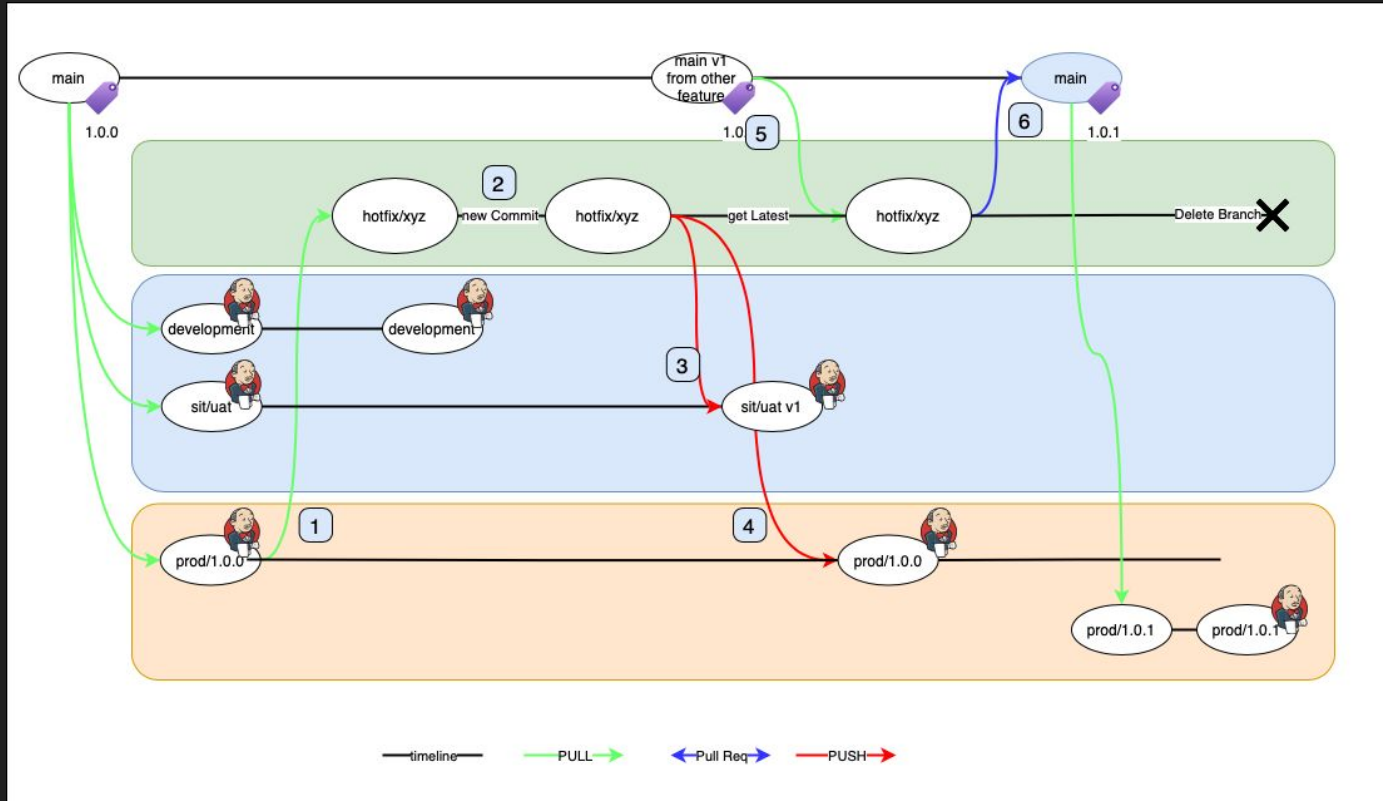 main
main v1
from other
feature
main
1.0.0
1.0.
5
6
1.0.1
2
hotfix/xyz
new Commit
hotfix/xyz
get Latest
hotfix/xyz
Delete Branch
development
development
3
sit/uat
sit/uat v1
1
4
prod/1.0.0
prod/1.0.0
prod/1.0.1
prod/1.0.1
timeline
PULL
Pull Req
PUSH